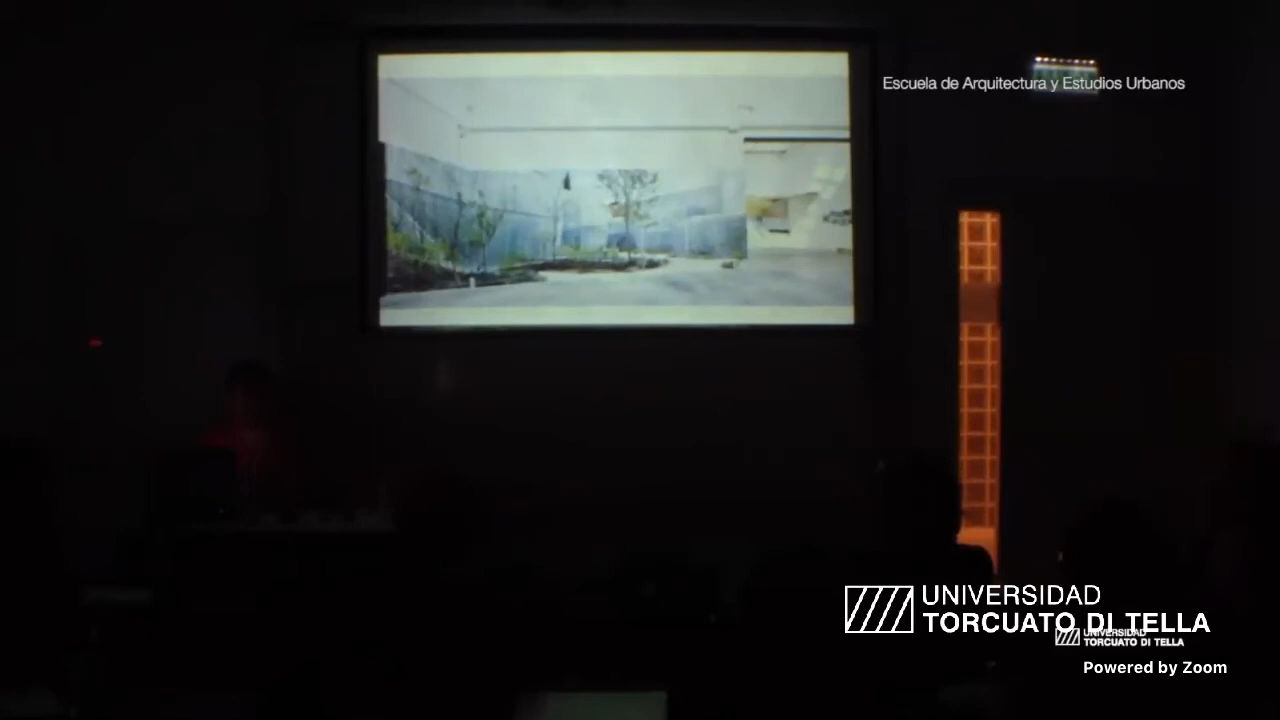 Escuela de Arquitectura y Estudios Urbanos
UNIVERSIDAD
TORCUATO DI TELLA
UNIVERSIDAD
TORCUATO DI TELLA
Powered by Zoom